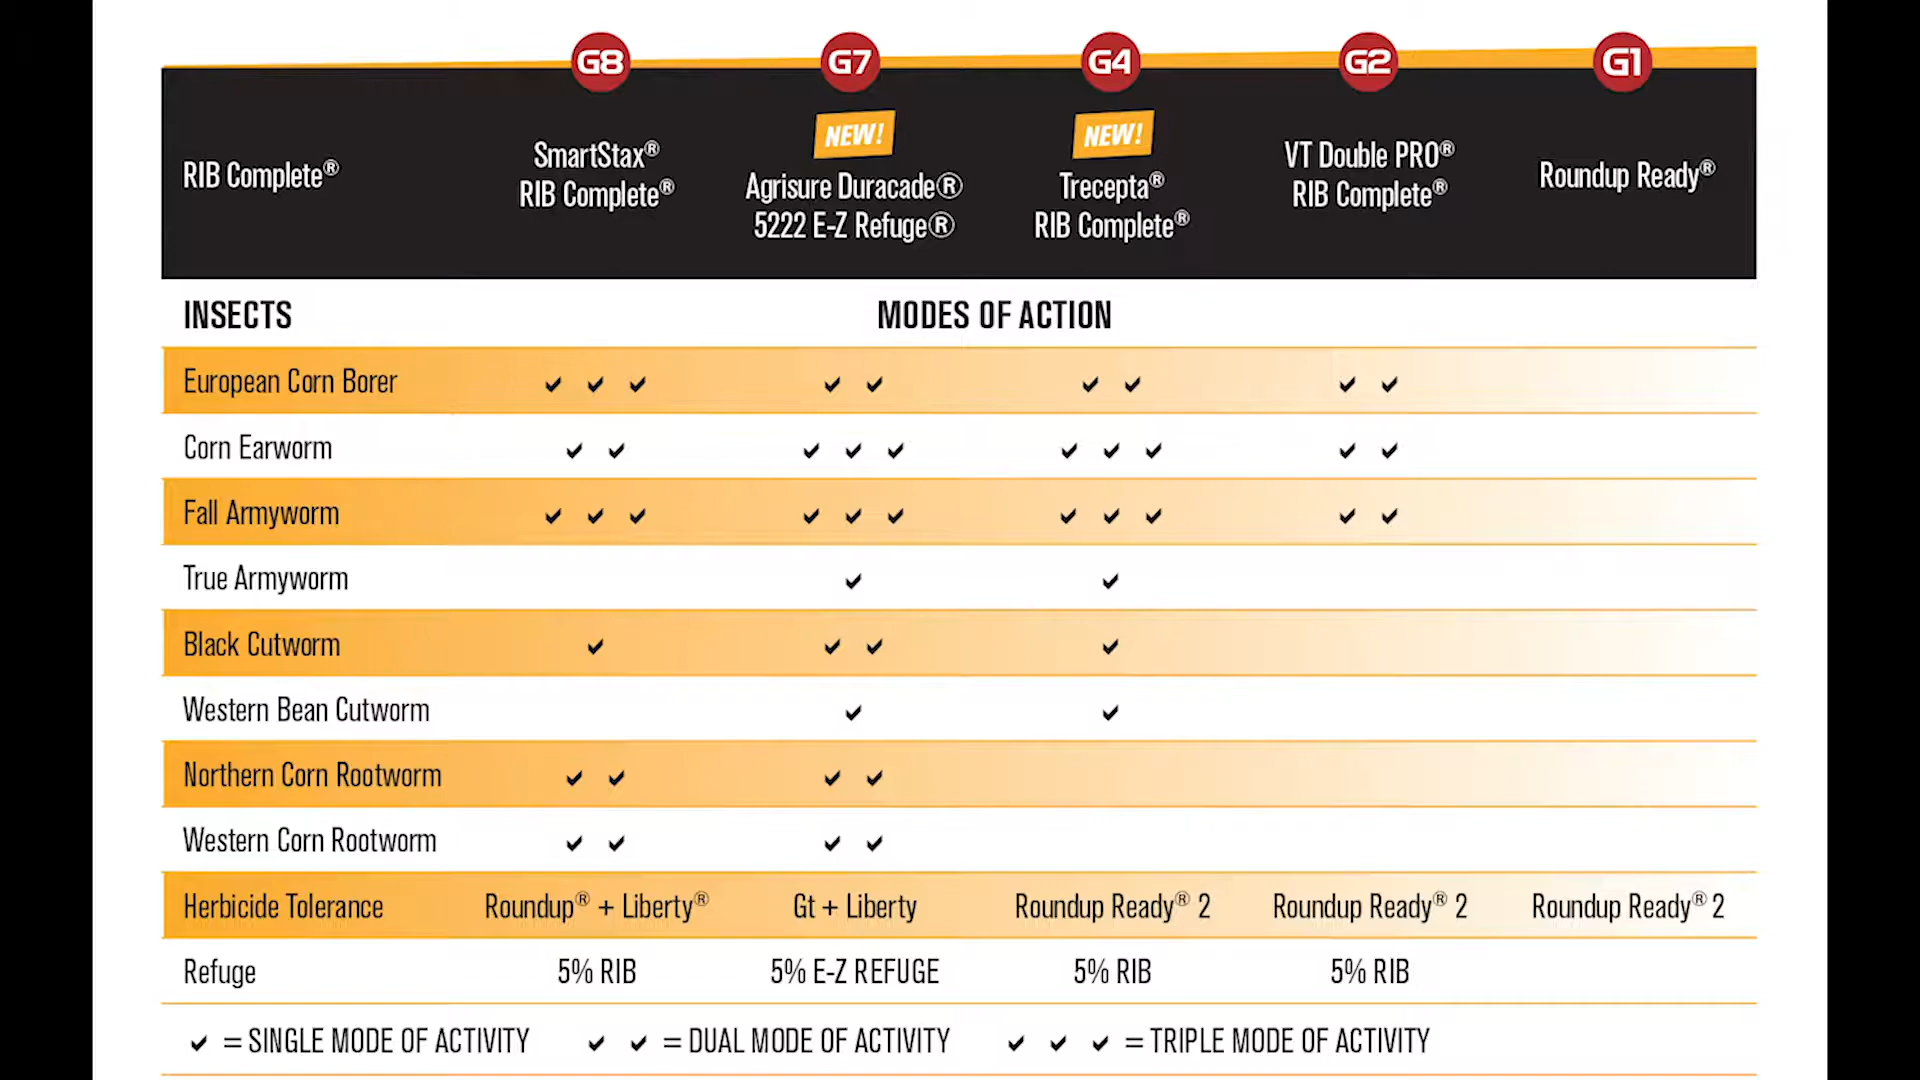 G8 G7 G4 G2 G1
NEW! NEW!
RIB Complete®
SmartStax®
RIB Complete®
Agrisure Duracade®
5222 E-Z Refuge®
Trecepta®
RIB Complete®
VT Double PRO®
RIB Complete®
Roundup Ready®
INSECTS MODES OF ACTION
European Corn Borer ✓ ✓ ✓ ✓ ✓ ✓ ✓ ✓ ✓
Corn Earworm ✓ ✓ ✓ ✓ ✓ ✓ ✓ ✓ ✓ ✓
Fall Armyworm ✓ ✓ ✓ ✓ ✓ ✓ ✓ ✓ ✓ ✓ ✓
True Armyworm ✓ ✓
Black Cutworm ✓ ✓ ✓ ✓
Western Bean Cutworm ✓ ✓
Northern Corn Rootworm ✓ ✓ ✓ ✓
Western Corn Rootworm ✓ ✓ ✓ ✓
Herbicide Tolerance Roundup® + Liberty® Gt + Liberty Roundup Ready® 2 Roundup Ready® 2 Roundup Ready® 2
Refuge 5% RIB 5% E-Z REFUGE 5% RIB 5% RIB
✓ = SINGLE MODE OF ACTIVITY ✓ ✓ = DUAL MODE OF ACTIVITY ✓ ✓ ✓ = TRIPLE MODE OF ACTIVITY